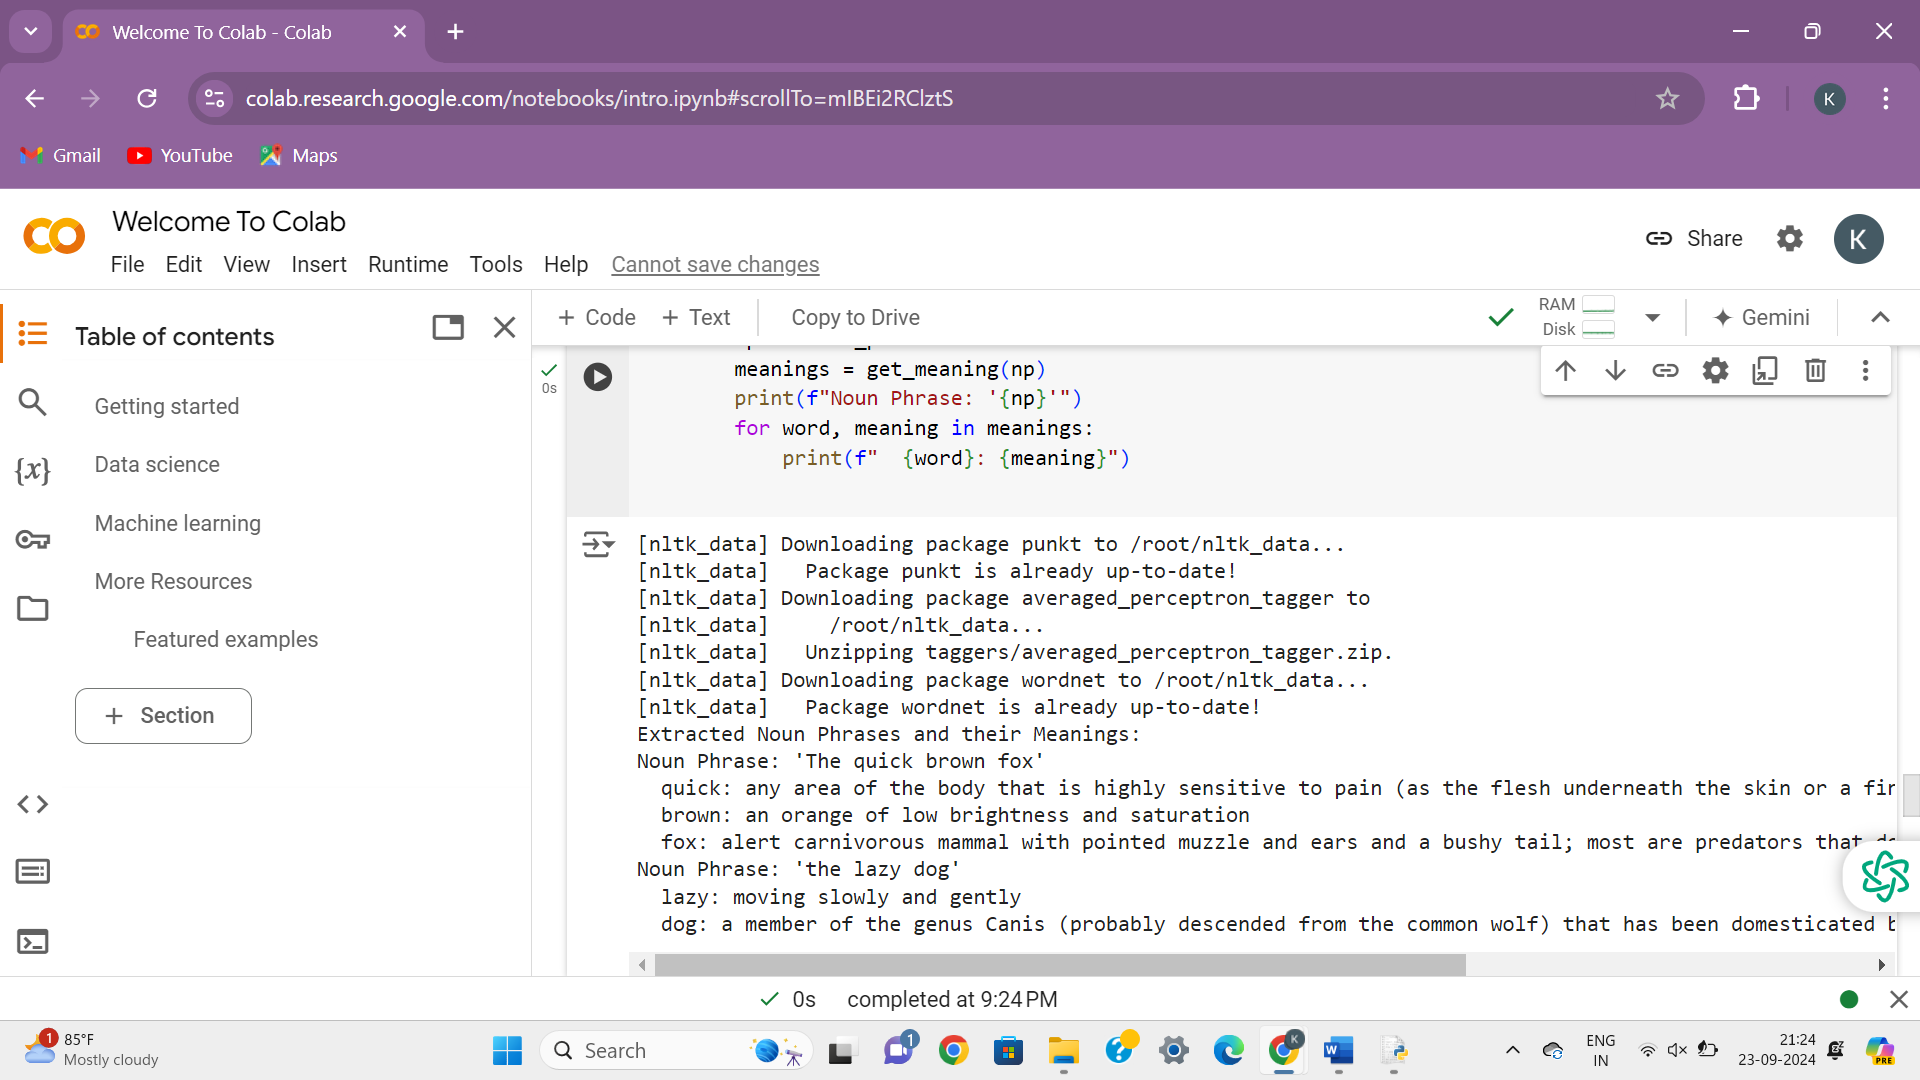 Welcome To Colab - Colab
colab.research.google.com/notebooks/intro.ipynb#scrollTo=mIBEi2RClztS
K
Gmail YouTube Maps
Welcome To Colab
File Edit View Insert Runtime Tools Help Cannot save changes
Share
K
Table of contents
Getting started
Data science
Machine learning
More Resources
Featured examples
+ Section
{x}
+ Code + Text Copy to Drive
RAM
Disk
Gemini
0s
meanings = get_meaning(np)
print(f"Noun Phrase: '{np}'")
for word, meaning in meanings:
print(f"  {word}: {meaning}")
[nltk_data] Downloading package punkt to /root/nltk_data...
[nltk_data]   Package punkt is already up-to-date!
[nltk_data] Downloading package averaged_perceptron_tagger to
[nltk_data]     /root/nltk_data...
[nltk_data]   Unzipping taggers/averaged_perceptron_tagger.zip.
[nltk_data] Downloading package wordnet to /root/nltk_data...
[nltk_data]   Package wordnet is already up-to-date!
Extracted Noun Phrases and their Meanings:
Noun Phrase: 'The quick brown fox'
quick: any area of the body that is highly sensitive to pain (as the flesh underneath the skin or a
brown: an orange of low brightness and saturation
fox: alert carnivorous mammal with pointed muzzle and ears and a bushy tail; most are predators that
Noun Phrase: 'the lazy dog'
lazy: moving slowly and gently
dog: a member of the genus Canis (probably descended from the common wolf) that has been domesticated
0s completed at 9:24 PM
1
85°F
Mostly cloudy
Search
1
K
W
ENG
IN
21:24
23-09-2024
PRE